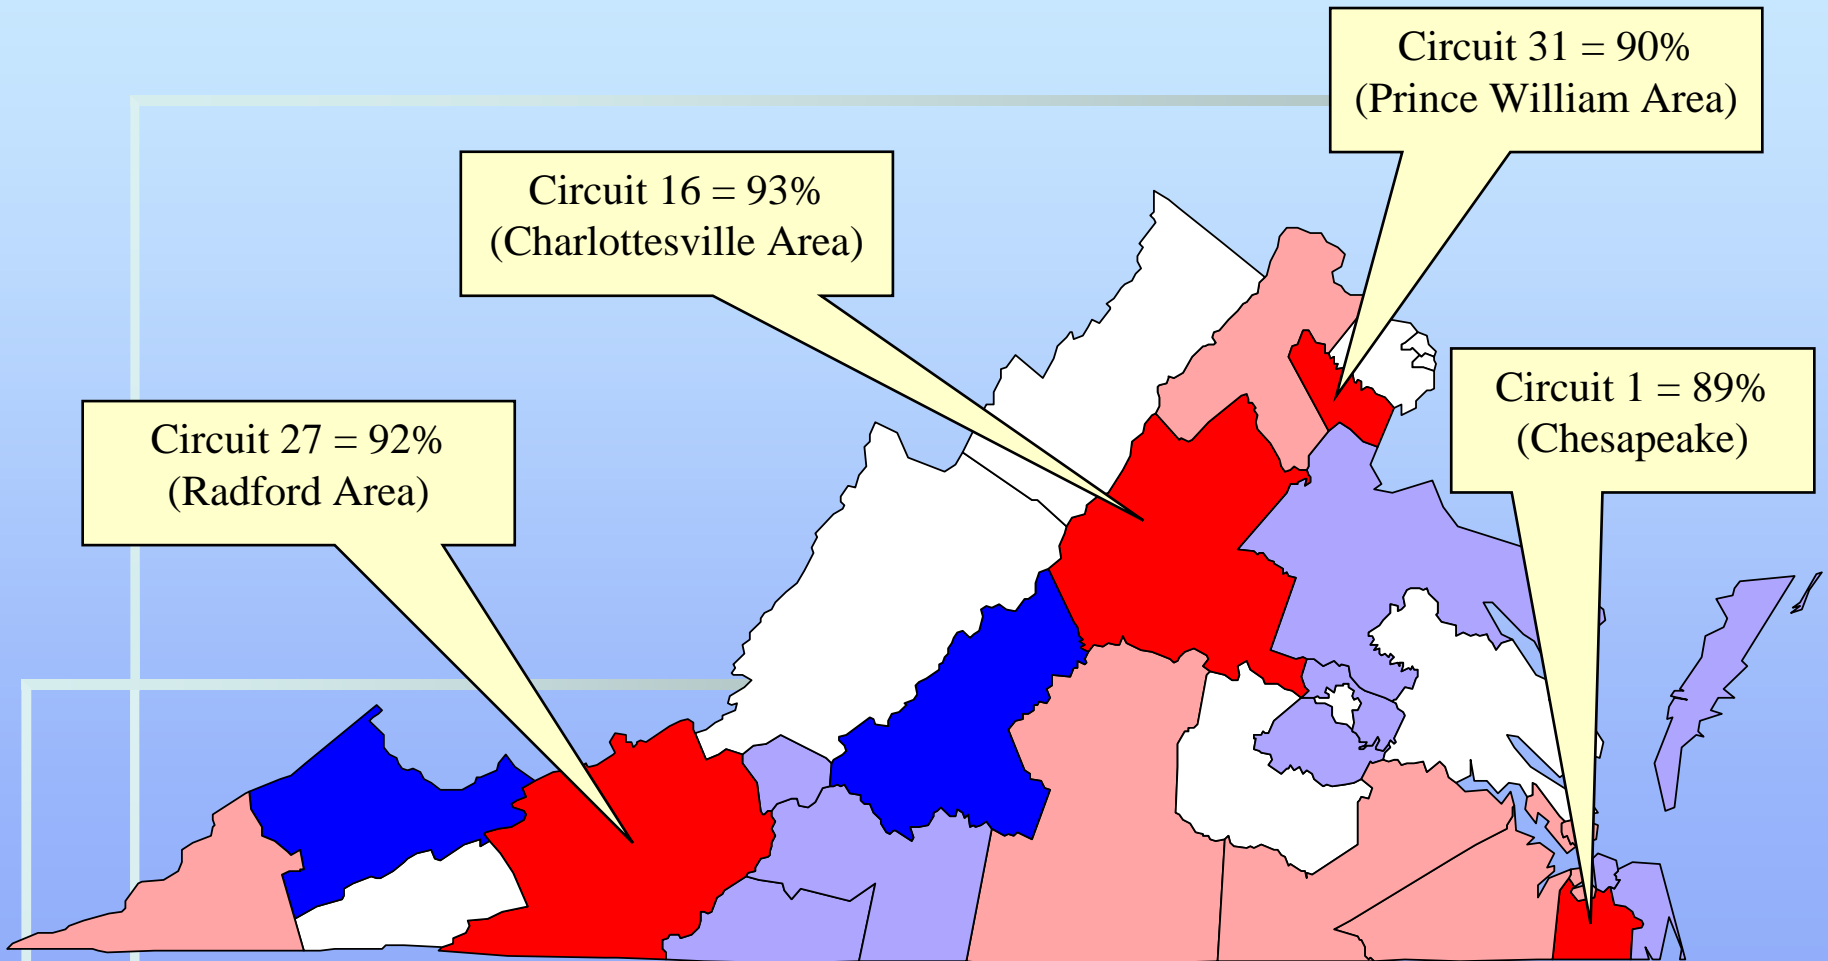 Circuit 31 = 90%
(Prince William Area)
Circuit 16 = 93%
(Charlottesville Area)
Circuit 1 = 89%
(Chesapeake)
Circuit 27 = 92%
(Radford Area)